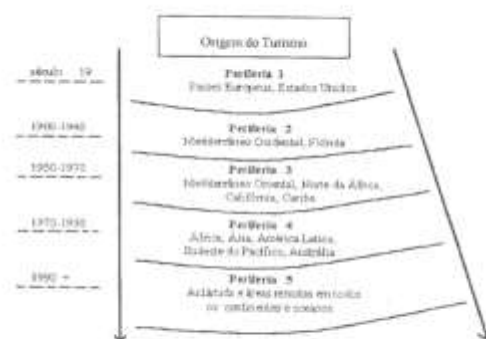 Origem do Turismo
século 19
Periferia 1
Países Europeus, Estados Unidos
1900-1940
Periferia 2
Mediterrâneo Ocidental, Flórida
1950-1970
Periferia 3
Mediterrâneo Oriental, Norte da África,
Califórnia, Caribe
1970-1990
Periferia 4
África, Ásia, América Latina,
do Pacífico, Austrália
1990 -
Periferia 5
Antártida e áreas remotas em todos
os continentes e oceanos